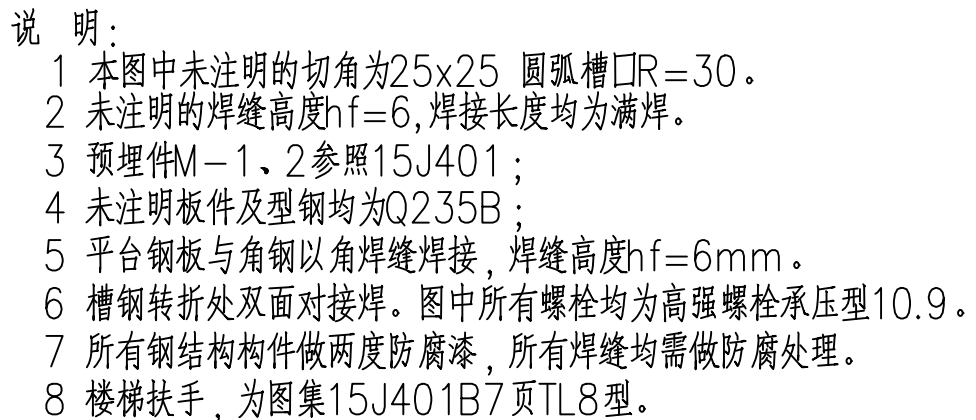 说 明：
1 本图中未注明的切角为25x25 圆弧槽口R=30。
2 未注明的焊缝高度hf=6,焊接长度均为满焊。
3 预埋件M-1、2参照15J401；
4 未注明板件及型钢均为Q235B；
5 平台钢板与角钢以角焊缝焊接，焊缝高度hf=6mm。
6 槽钢转折处双面对接焊。图中所有螺栓均为高强螺栓承压型10.9。
7 所有钢结构构件做两度防腐漆，所有焊缝均需做防腐处理。
8 楼梯扶手，为图集15J401B7页TL8型。